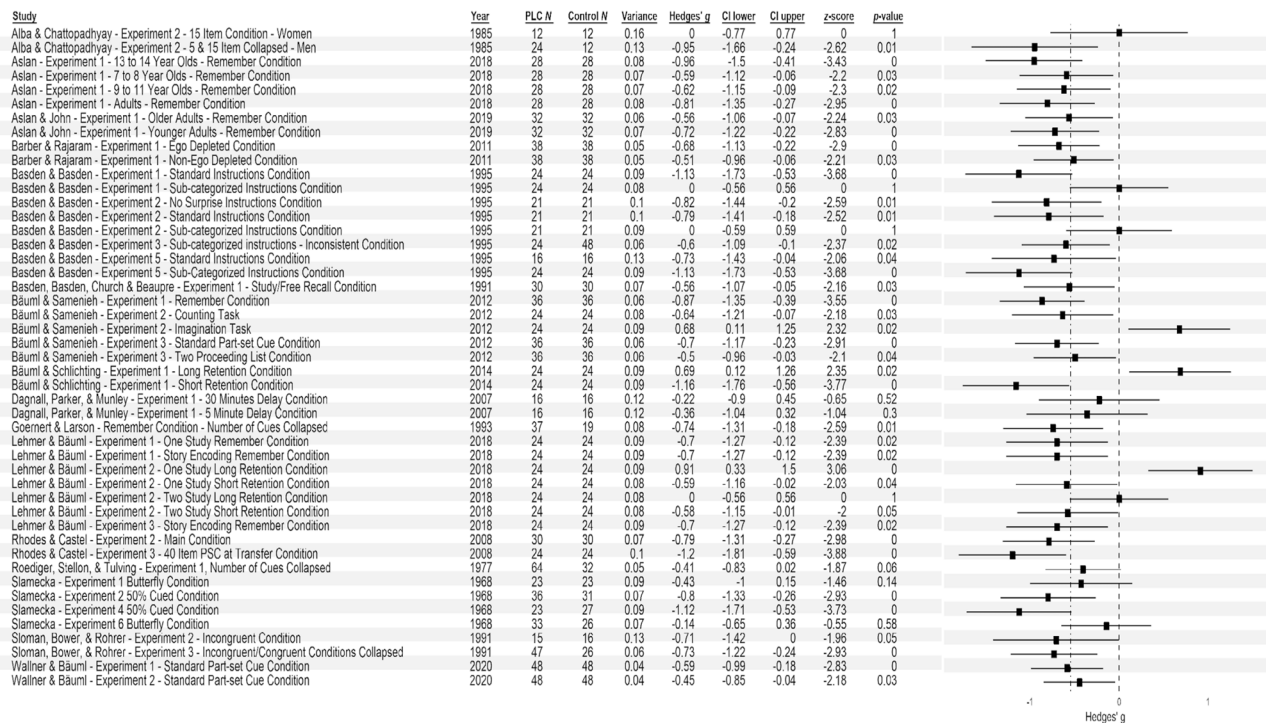 Study Year PLC N Control N Variance Hedges' g CI lower CI upper z-score p-value
Alba & Chattopadhyay - Experiment 2 - 15 Item Condition - Women 1985 12 12 0.16 0 -0.77 0.77 0 1
Alba & Chattopadhyay - Experiment 2 - 5 & 15 Item Collapsed - Men 1985 24 12 0.13 -0.95 -1.66 -0.24 -2.62 0.01
Aslan - Experiment 1 - 13 to 14 Year Olds - Remember Condition 2018 28 28 0.08 -0.96 -1.5 -0.41 -3.43 0
Aslan - Experiment 1 - 7 to 8 Year Olds - Remember Condition 2018 28 28 0.07 -0.59 -1.12 -0.06 -2.2 0.03
Aslan - Experiment 1 - 9 to 11 Year Olds - Remember Condition 2018 28 28 0.07 -0.62 -1.15 -0.09 -2.3 0.02
Aslan - Experiment 1 - Adults - Remember Condition 2018 28 28 0.08 -0.81 -1.35 -0.27 -2.95 0
Aslan & John - Experiment 1 - Older Adults - Remember Condition 2019 32 32 0.06 -0.56 -1.06 -0.07 -2.24 0.03
Aslan & John - Experiment 1 - Younger Adults - Remember Condition 2019 32 32 0.07 -0.72 -1.22 -0.22 -2.83 0
Barber & Rajaram - Experiment 1 - Ego Depleted Condition 2011 38 38 0.05 -0.68 -1.13 -0.22 -2.9 0
Barber & Rajaram - Experiment 1 - Non-Ego Depleted Condition 2011 38 38 0.05 -0.51 -0.96 -0.06 -2.21 0.03
Basden & Basden - Experiment 1 - Standard Instructions Condition 1995 24 24 0.09 -1.13 -1.73 -0.53 -3.68 0
Basden & Basden - Experiment 1 - Sub-categorized Instructions Condition 1995 24 24 0.08 0 -0.56 0.56 0 1
Basden & Basden - Experiment 2 - No Surprise Instructions Condition 1995 21 21 0.1 -0.82 -1.44 -0.2 -2.59 0.01
Basden & Basden - Experiment 2 - Standard Instructions Condition 1995 21 21 0.1 -0.79 -1.41 -0.18 -2.52 0.01
Basden & Basden - Experiment 2 - Sub-categorized Instructions Condition 1995 21 21 0.09 0 -0.59 0.59 0 1
Basden & Basden - Experiment 3 - Sub-categorized instructions - Inconsistent Condition 1995 24 48 0.06 -0.6 -1.09 -0.1 -2.37 0.02
Basden & Basden - Experiment 5 - Standard Instructions Condition 1995 16 16 0.13 -0.73 -1.43 -0.04 -2.06 0.04
Basden & Basden - Experiment 5 - Sub-Categorized Instructions Condition 1995 24 24 0.09 -1.13 -1.73 -0.53 -3.68 0
Basden, Basden, Church & Beaupre - Experiment 1 - Study/Free Recall Condition 1991 30 30 0.07 -0.56 -1.07 -0.05 -2.16 0.03
Bäuml & Samenieh - Experiment 1 - Remember Condition 2012 36 36 0.06 -0.87 -1.35 -0.39 -3.55 0
Bäuml & Samenieh - Experiment 2 - Counting Task 2012 24 24 0.08 -0.64 -1.21 -0.07 -2.18 0.03
Bäuml & Samenieh - Experiment 2 - Imagination Task 2012 24 24 0.09 0.68 0.11 1.25 2.32 0.02
Bäuml & Samenieh - Experiment 3 - Standard Part-set Cue Condition 2012 36 36 0.06 -0.7 -1.17 -0.23 -2.91 0
Bäuml & Samenieh - Experiment 3 - Two Proceeding List Condition 2012 36 36 0.06 -0.5 -0.96 -0.03 -2.1 0.04
Bäuml & Schlichting - Experiment 1 - Long Retention Condition 2014 24 24 0.09 0.69 0.12 1.26 2.35 0.02
Bäuml & Schlichting - Experiment 1 - Short Retention Condition 2014 24 24 0.09 -1.16 -1.76 -0.56 -3.77 0
Dagnall, Parker, & Munley - Experiment 1 - 30 Minutes Delay Condition 2007 16 16 0.12 -0.22 -0.9 0.45 -0.65 0.52
Dagnall, Parker, & Munley - Experiment 1 - 5 Minute Delay Condition 2007 16 16 0.12 -0.36 -1.04 0.32 -1.04 0.3
Goernert & Larson - Remember Condition - Number of Cues Collapsed 1993 37 19 0.08 -0.74 -1.31 -0.18 -2.59 0.01
Lehmer & Bäuml - Experiment 1 - One Study Remember Condition 2018 24 24 0.09 -0.7 -1.27 -0.12 -2.39 0.02
Lehmer & Bäuml - Experiment 1 - Story Encoding Remember Condition 2018 24 24 0.09 -0.7 -1.27 -0.12 -2.39 0.02
Lehmer & Bäuml - Experiment 2 - One Study Long Retention Condition 2018 24 24 0.09 0.91 0.33 1.5 3.06 0
Lehmer & Bäuml - Experiment 2 - One Study Short Retention Condition 2018 24 24 0.08 -0.59 -1.16 -0.02 -2.03 0.04
Lehmer & Bäuml - Experiment 2 - Two Study Long Retention Condition 2018 24 24 0.08 0 -0.56 0.56 0 1
Lehmer & Bäuml - Experiment 2 - Two Study Short Retention Condition 2018 24 24 0.08 -0.58 -1.15 -0.01 -2 0.05
Lehmer & Bäuml - Experiment 3 - Story Encoding Remember Condition 2018 24 24 0.09 -0.7 -1.27 -0.12 -2.39 0.02
Rhodes & Castel - Experiment 2 - Main Condition 2008 30 30 0.07 -0.79 -1.31 -0.27 -2.98 0
Rhodes & Castel - Experiment 3 - 40 Item PSC at Transfer Condition 2008 24 24 0.1 -1.2 -1.81 -0.59 -3.88 0
Roediger, Stellon, & Tulving - Experiment 1, Number of Cues Collapsed 1977 64 32 0.05 -0.41 -0.83 0.02 -1.87 0.06
Slamecka - Experiment 1 Butterfly Condition 1968 23 23 0.09 -0.43 -1 0.15 -1.46 0.14
Slamecka - Experiment 2 50% Cued Condition 1968 36 31 0.07 -0.8 -1.33 -0.26 -2.93 0
Slamecka - Experiment 4 50% Cued Condition 1968 23 27 0.09 -1.12 -1.71 -0.53 -3.73 0
Slamecka - Experiment 6 Butterfly Condition 1968 33 26 0.07 -0.14 -0.65 0.36 -0.55 0.58
Sloman, Bower, & Rohrer - Experiment 2 - Incongruent Condition 1991 15 16 0.13 -0.71 -1.42 0 -1.96 0.05
Sloman, Bower, & Rohrer - Experiment 3 - Incongruent/Congruent Conditions Collapsed 1991 47 26 0.06 -0.73 -1.22 -0.24 -2.93 0
Wallner & Bäuml - Experiment 1 - Standard Part-set Cue Condition 2020 48 48 0.04 -0.59 -0.99 -0.18 -2.83 0
Wallner & Bäuml - Experiment 2 - Standard Part-set Cue Condition 2020 48 48 0.04 -0.45 -0.85 -0.04 -2.18 0.03
-1 0 1
Hedges' g